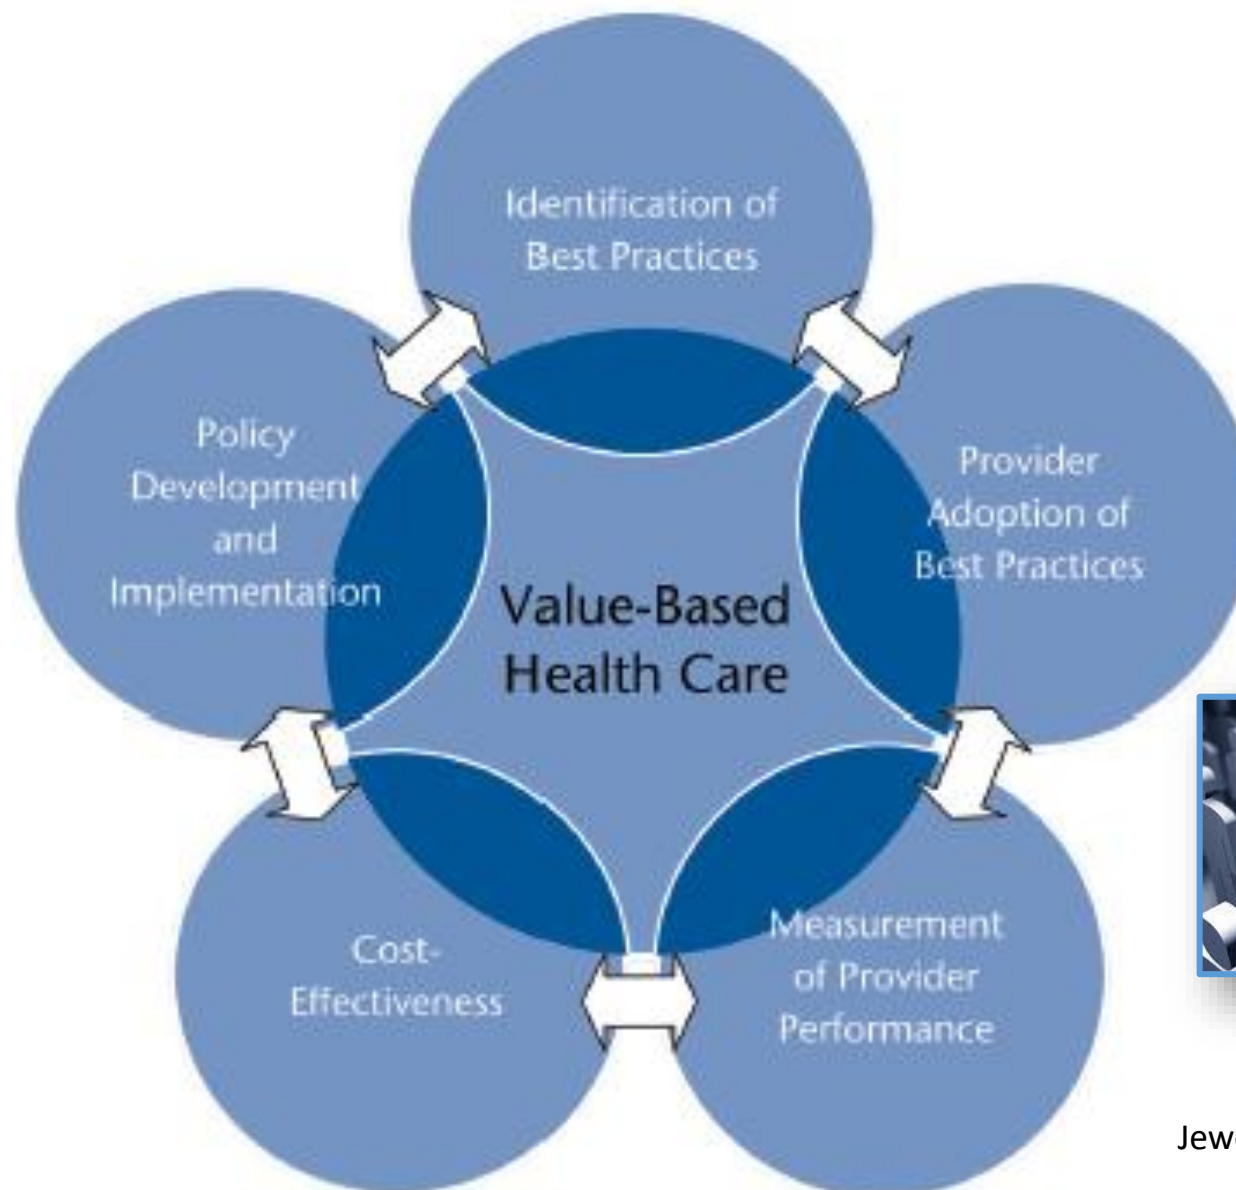 Identification of
Best Practices
Policy
Development
and
Implementation
Provider
Adoption of
Best Practices
Value-Based
Health Care
Cost-
Effectiveness
Measurement
of Provider
Performance